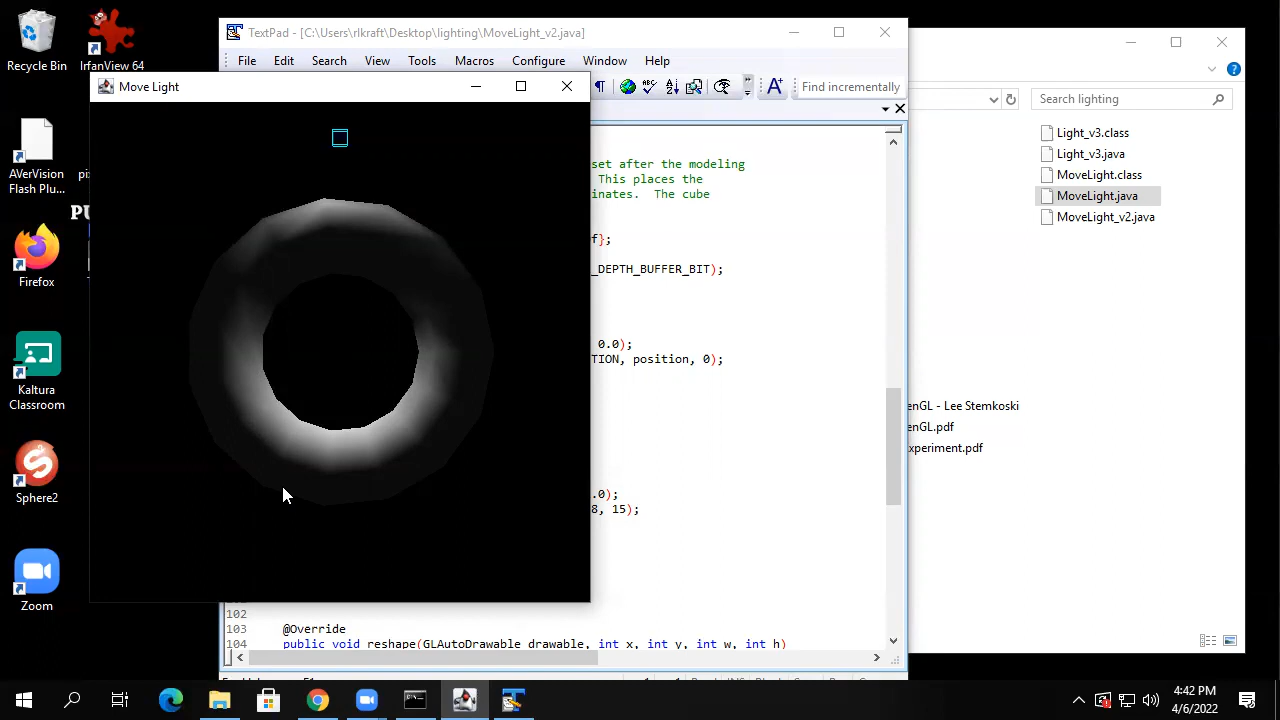 Recycle Bin
IrfanView 64
AVerVision
Flash Plu...
pix
PU
Firefox
Kaltura
Classroom
Sphere2
Zoom
Move Light
TextPad - [C:\Users\rlkraft\Desktop\lighting\MoveLight_v2.java]
File Edit Search View Tools Macros Configure Window Help
Find incrementally
set after the modeling
This places the
inates. The cube
f};
_DEPTH_BUFFER_BIT);
0.0);
TION, position, 0);
.0);
8, 15);
102
103 @Override
104 public void reshape(GLAutoDrawable drawable, int x, int y, int w, int h)
Search lighting
Light_v3.class
Light_v3.java
MoveLight.class
MoveLight.java
MoveLight_v2.java
enGL - Lee Stemkoski
enGL.pdf
xperiment.pdf
4:42 PM
4/6/2022